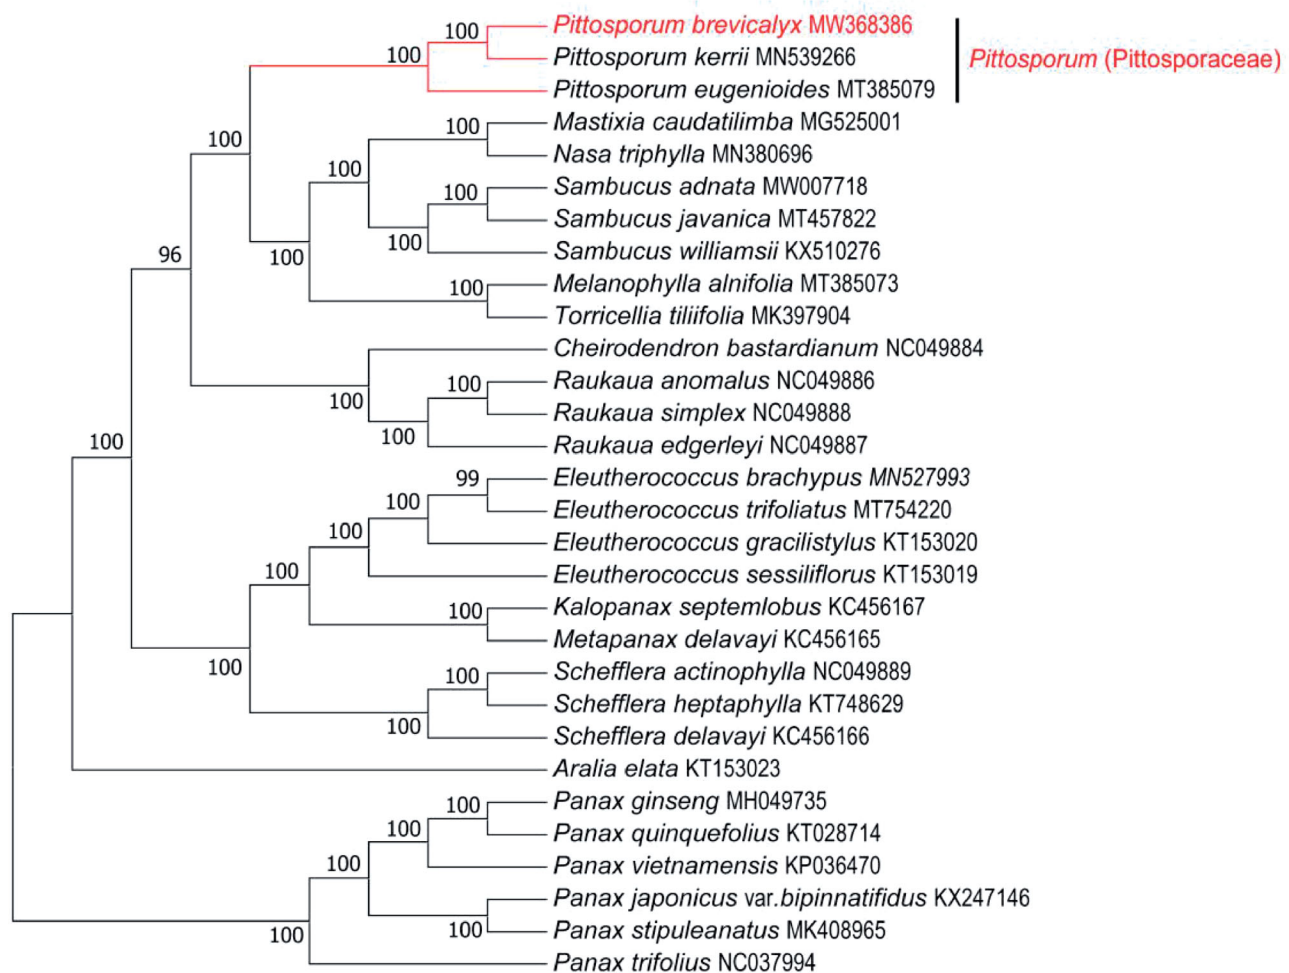 100
Pittosporum brevicalyx MW368386
100
Pittosporum kerrii MN539266
Pittosporum (Pittosporaceae)
Pittosporum eugenioides MT385079
100
Mastixia caudatilimba MG525001
100
Nasa triphylla MN380696
100
Sambucus adnata MW007718
100
Sambucus javanica MT457822
100
Sambucus williamsii KX510276
96
100
Melanophylla alnifolia MT385073
100
Torricellia tiliifolia MK397904
Cheirodendron bastardianum NC049884
100
Raukaua anomalus NC049886
100
Raukaua simplex NC049888
100
Raukaua edgerleyi NC049887
100
99
Eleutherococcus brachypus MN527993
100
Eleutherococcus trifoliatus MT754220
100
Eleutherococcus gracilistylus KT153020
100
Eleutherococcus sessiliflorus KT153019
100
Kalopanax septemlobus KC456167
Metapanax delavayi KC456165
100
100
Schefflera actinophylla NC049889
Schefflera heptaphylla KT748629
100
Schefflera delavayi KC456166
Aralia elata KT153023
100
Panax ginseng MH049735
100
Panax quinquefolius KT028714
100
Panax vietnamensis KP036470
Panax japonicus var.bipinnatifidus KX247146
100
Panax stipuleanatus MK408965
100
Panax trifolius NC037994